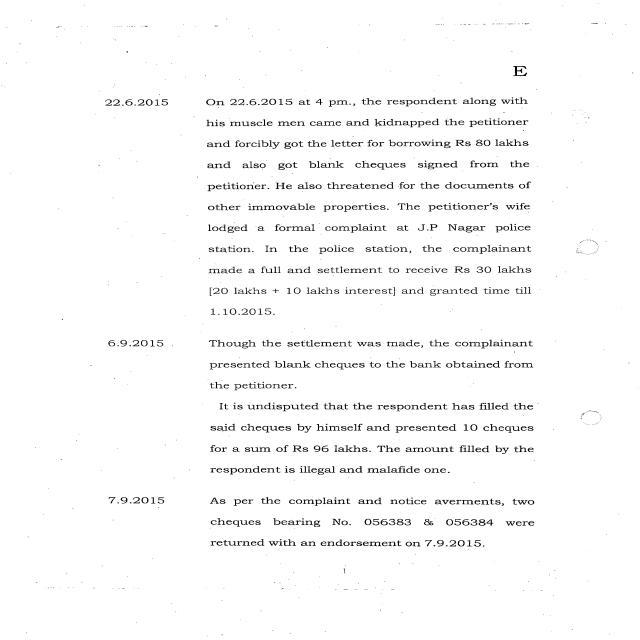 E
22.6.2015 On 22.6.2015 at 4 pm., the respondent along with
his muscle men came and kidnapped the petitioner
and forcibly got the letter for borrowing Rs 80 lakhs
and also got blank cheques signed from the
petitioner. He also threatened for the documents of
other immovable properties. The petitioner's wife
lodged a formal complaint at J.P Nagar police
station. In the police station, the complainant
made a full and settlement to receive Rs 30 lakhs
[20 lakhs + 10 lakhs interest] and granted time till
1.10.2015.
6.9.2015 Though the settlement was made, the complainant
presented blank cheques to the bank obtained from
the petitioner.
It is undisputed that the respondent has filled the
said cheques by himself and presented 10 cheques
for a sum of Rs 96 lakhs. The amount filled by the
respondent is illegal and malafide one.
7.9.2015 As per the complaint and notice averments, two
cheques bearing No. 056383 & 056384 were
returned with an endorsement on 7.9.2015.